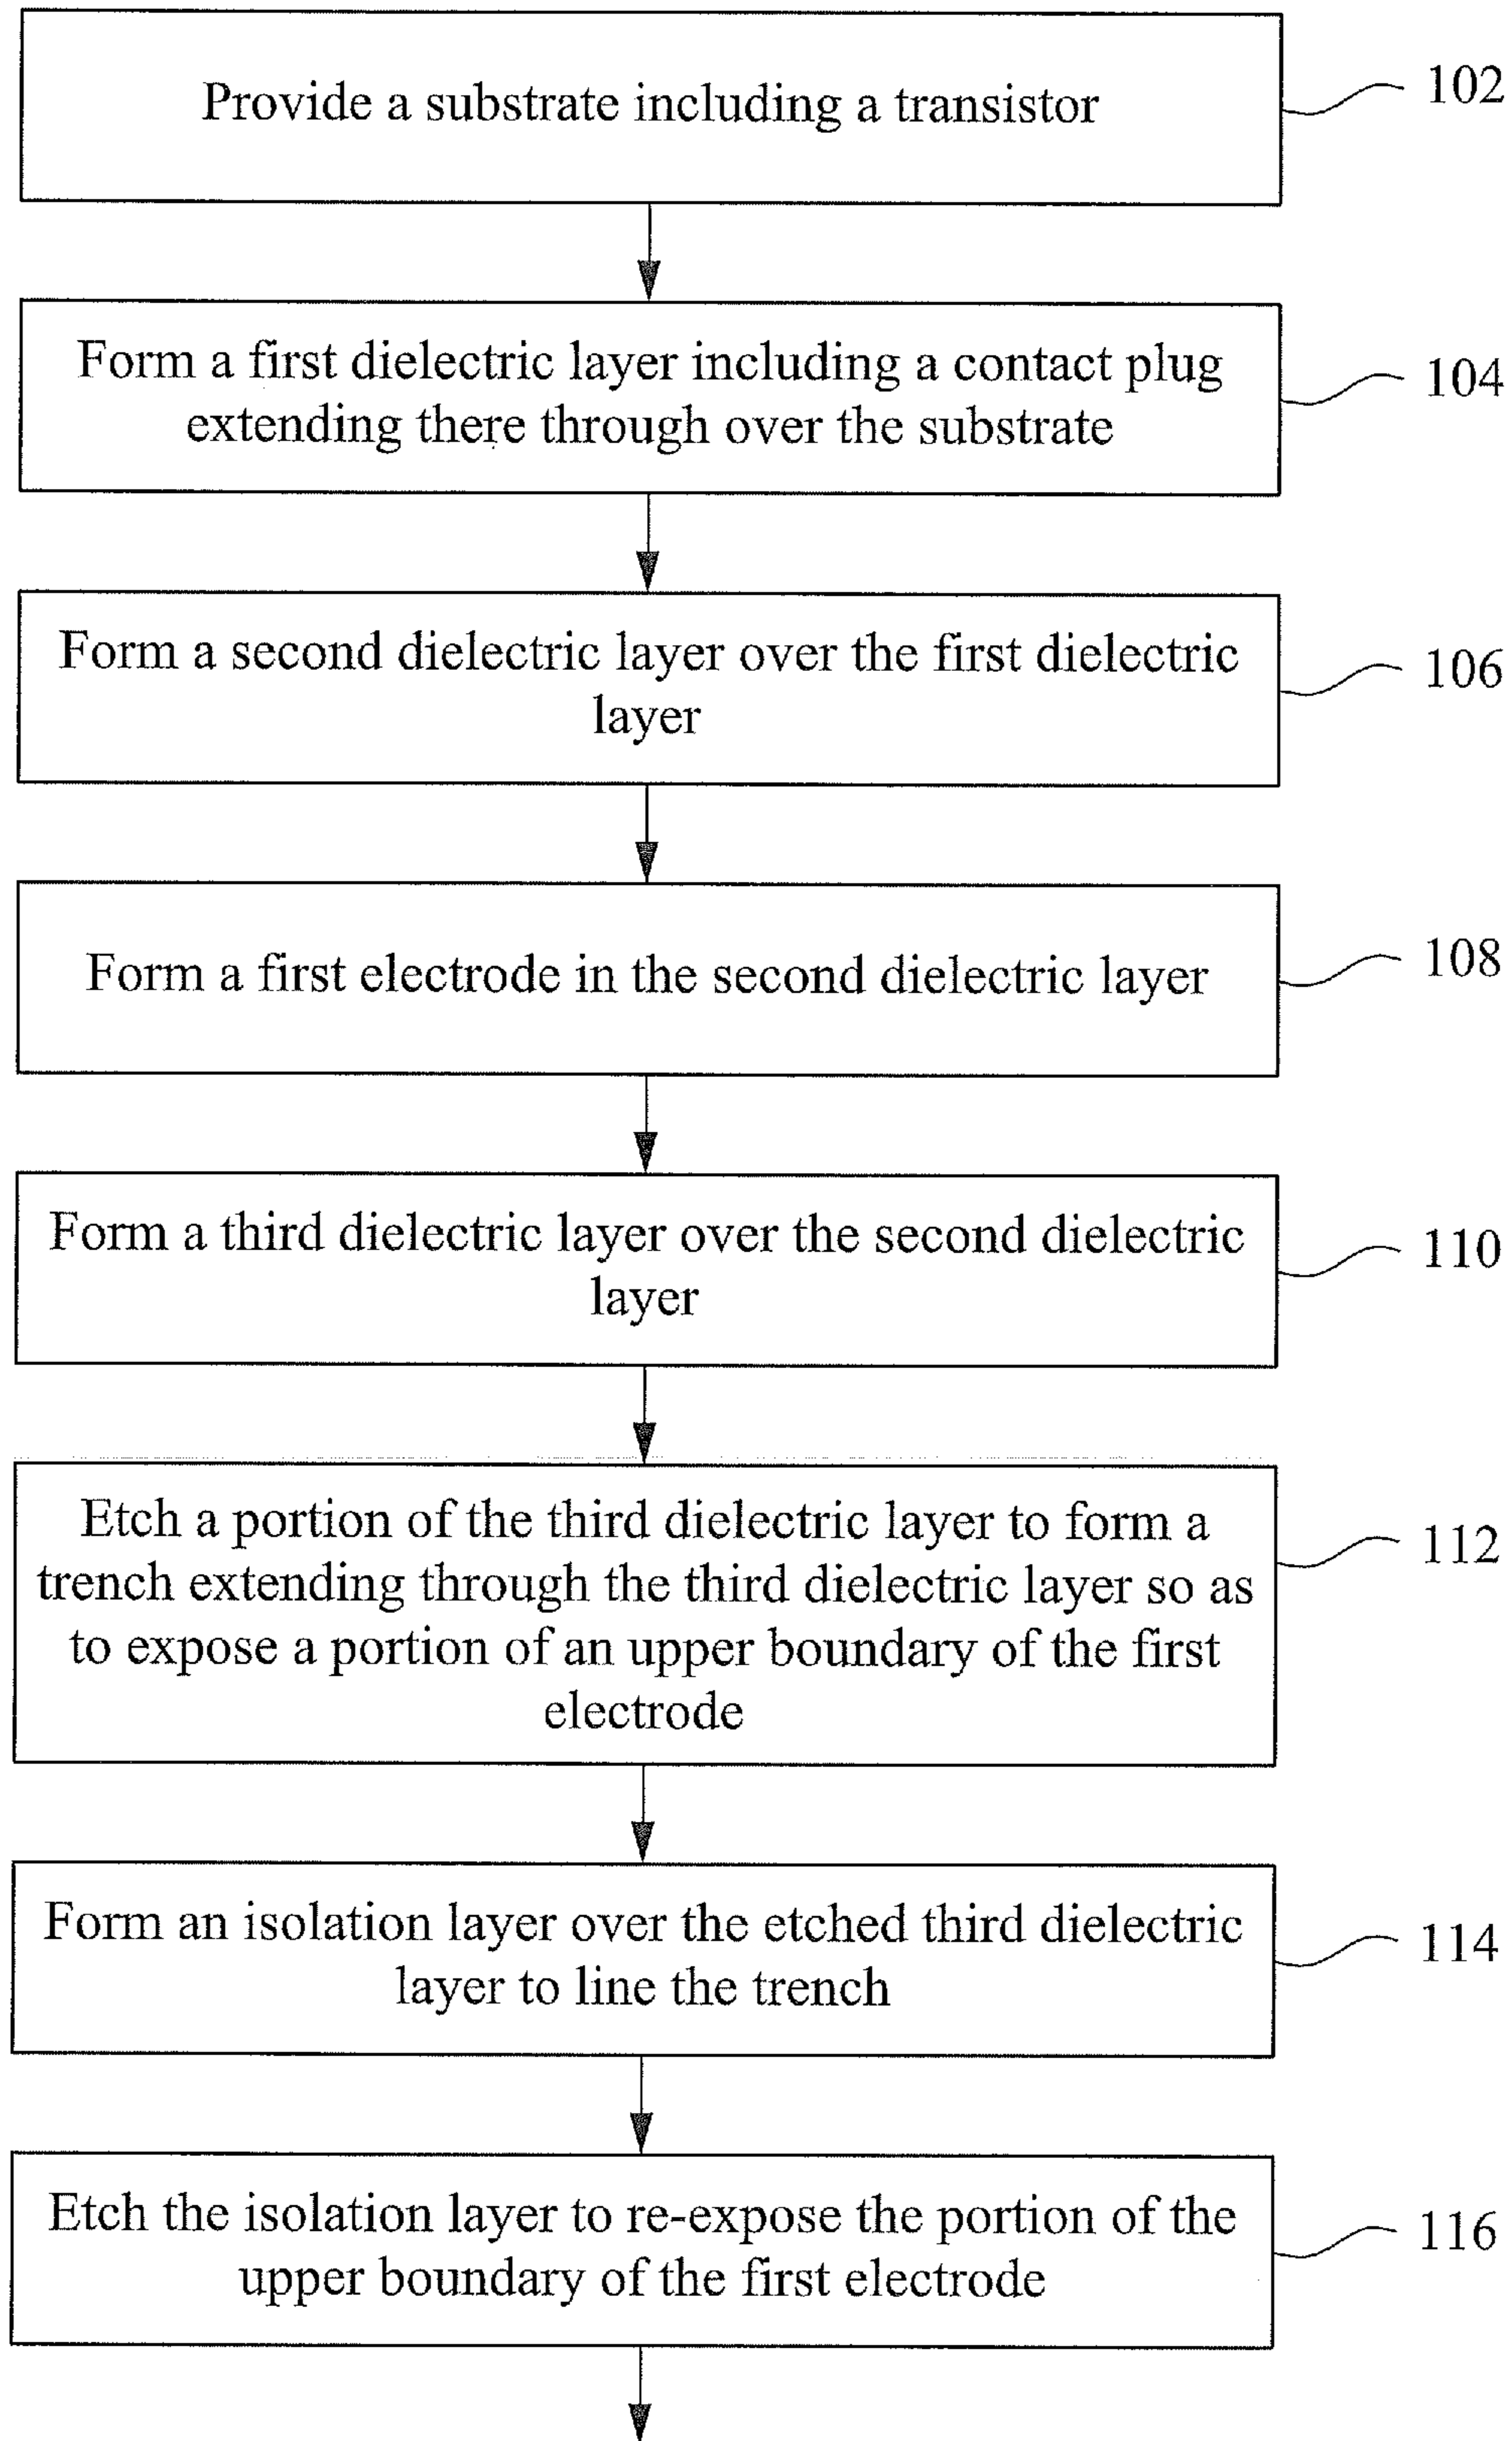 Provide a substrate including a transistor
102
Form a first dielectric layer including a contact plug
extending there through over the substrate
104
Form a second dielectric layer over the first dielectric
layer
106
Form a first electrode in the second dielectric layer
108
Form a third dielectric layer over the second dielectric
layer
110
Etch a portion of the third dielectric layer to form a
trench extending through the third dielectric layer so as
to expose a portion of an upper boundary of the first
electrode
112
Form an isolation layer over the etched third dielectric
layer to line the trench
114
Etch the isolation layer to re-expose the portion of the
upper boundary of the first electrode
116